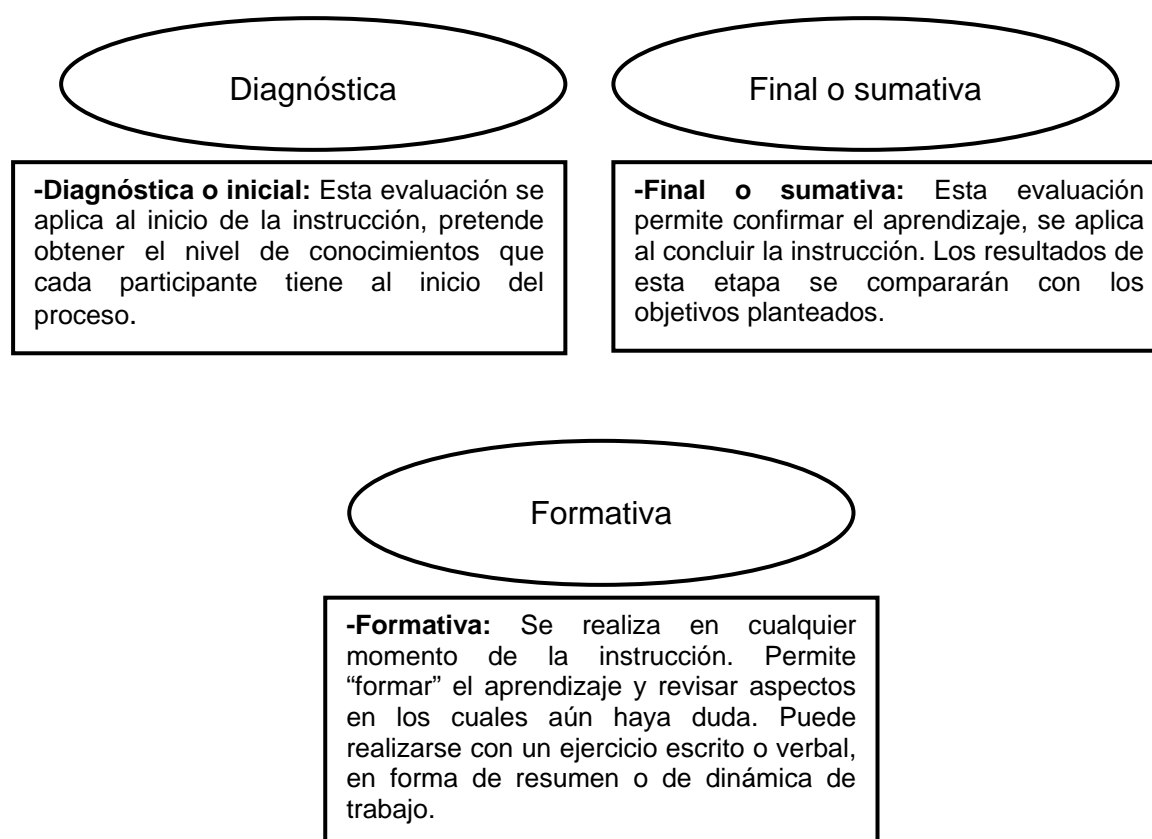 Diagnóstica
-Diagnóstica o inicial: Esta evaluación se
aplica al inicio de la instrucción, pretende
obtener el nivel de conocimientos que
cada participante tiene al inicio del
proceso.
Final o sumativa
-Final o sumativa: Esta evaluación
permite confirmar el aprendizaje, se aplica
al concluir la instrucción. Los resultados de
esta etapa se compararán con los
objetivos planteados.
Formativa
-Formativa: Se realiza en cualquier
momento de la instrucción. Permite
“formar” el aprendizaje y revisar aspectos
en los cuales aún haya duda. Puede
realizarse con un ejercicio escrito o verbal,
en forma de resumen o de dinámica de
trabajo.